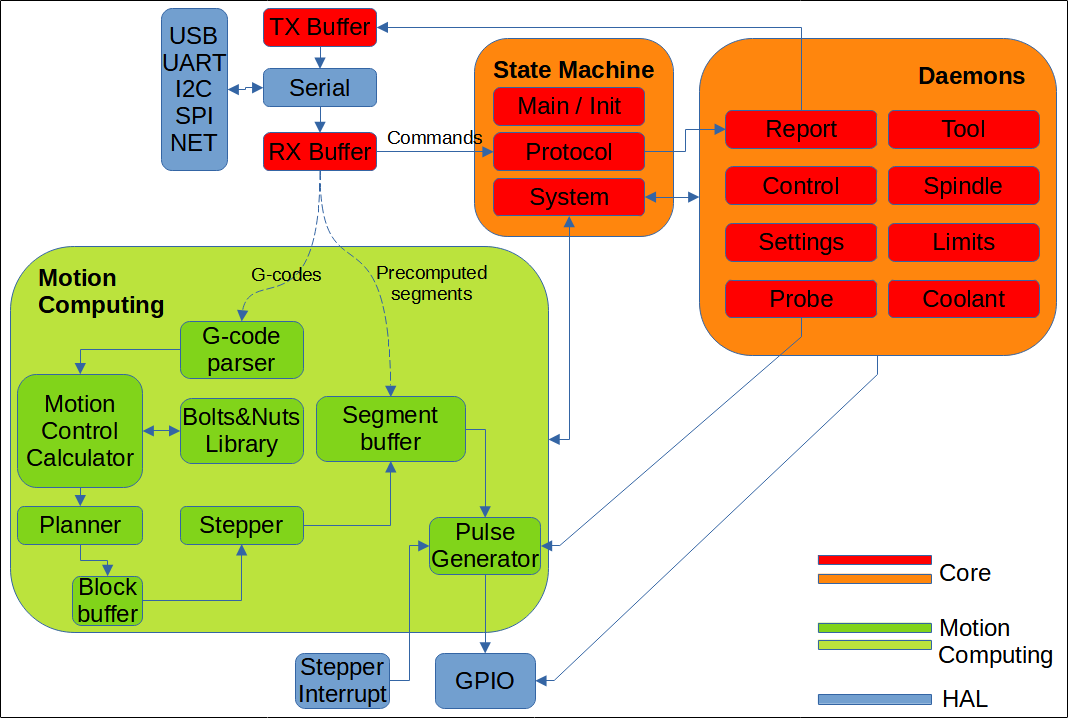 USB
UART
I2C
SPI
NET
TX Buffer
Serial
RX Buffer
Commands
State Machine
Main / Init
Protocol
System
Daemons
Report
Tool
Control
Spindle
Settings
Limits
Probe
Coolant
G-codes
Precomputed
segments
Motion
Computing
G-code
parser
Motion
Control
Calculator
Bolts&Nuts
Library
Segment
buffer
Planner
Stepper
Pulse
Generator
Block
buffer
Stepper
Interrupt
GPIO
Core
Motion
Computing
HAL